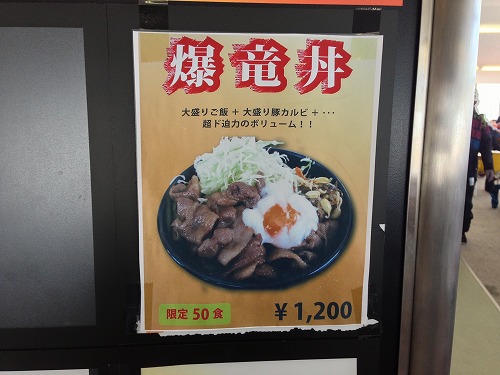 爆竜丼
大盛りご飯 + 大盛り豚カルビ + ･･･
超ド迫力のボリューム！！
限定 50 食
￥1,200